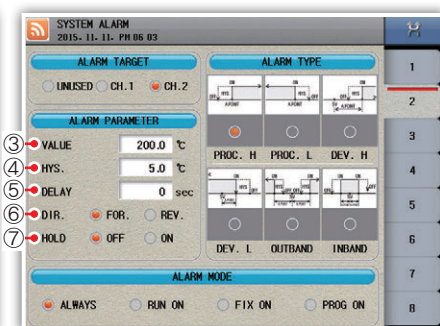 SYSTEM ALARM
2015. 11. 11. PM 06 03
ALARM TARGET
UNUSED CH.1 CH.2
ALARM PARAMETER
③ VALUE 200.0 ℃
④ HYS. 5.0 ℃
⑤ DELAY 0 sec
⑥ DIR. FOR. REV.
⑦ HOLD OFF ON
ALARM TYPE
PROC. H PROC. L DEV. H
DEV. L OUTBAND INBAND
ALARM MODE
ALWAYS RUN ON FIX ON PROG ON
1
2
3
4
5
6
7
8